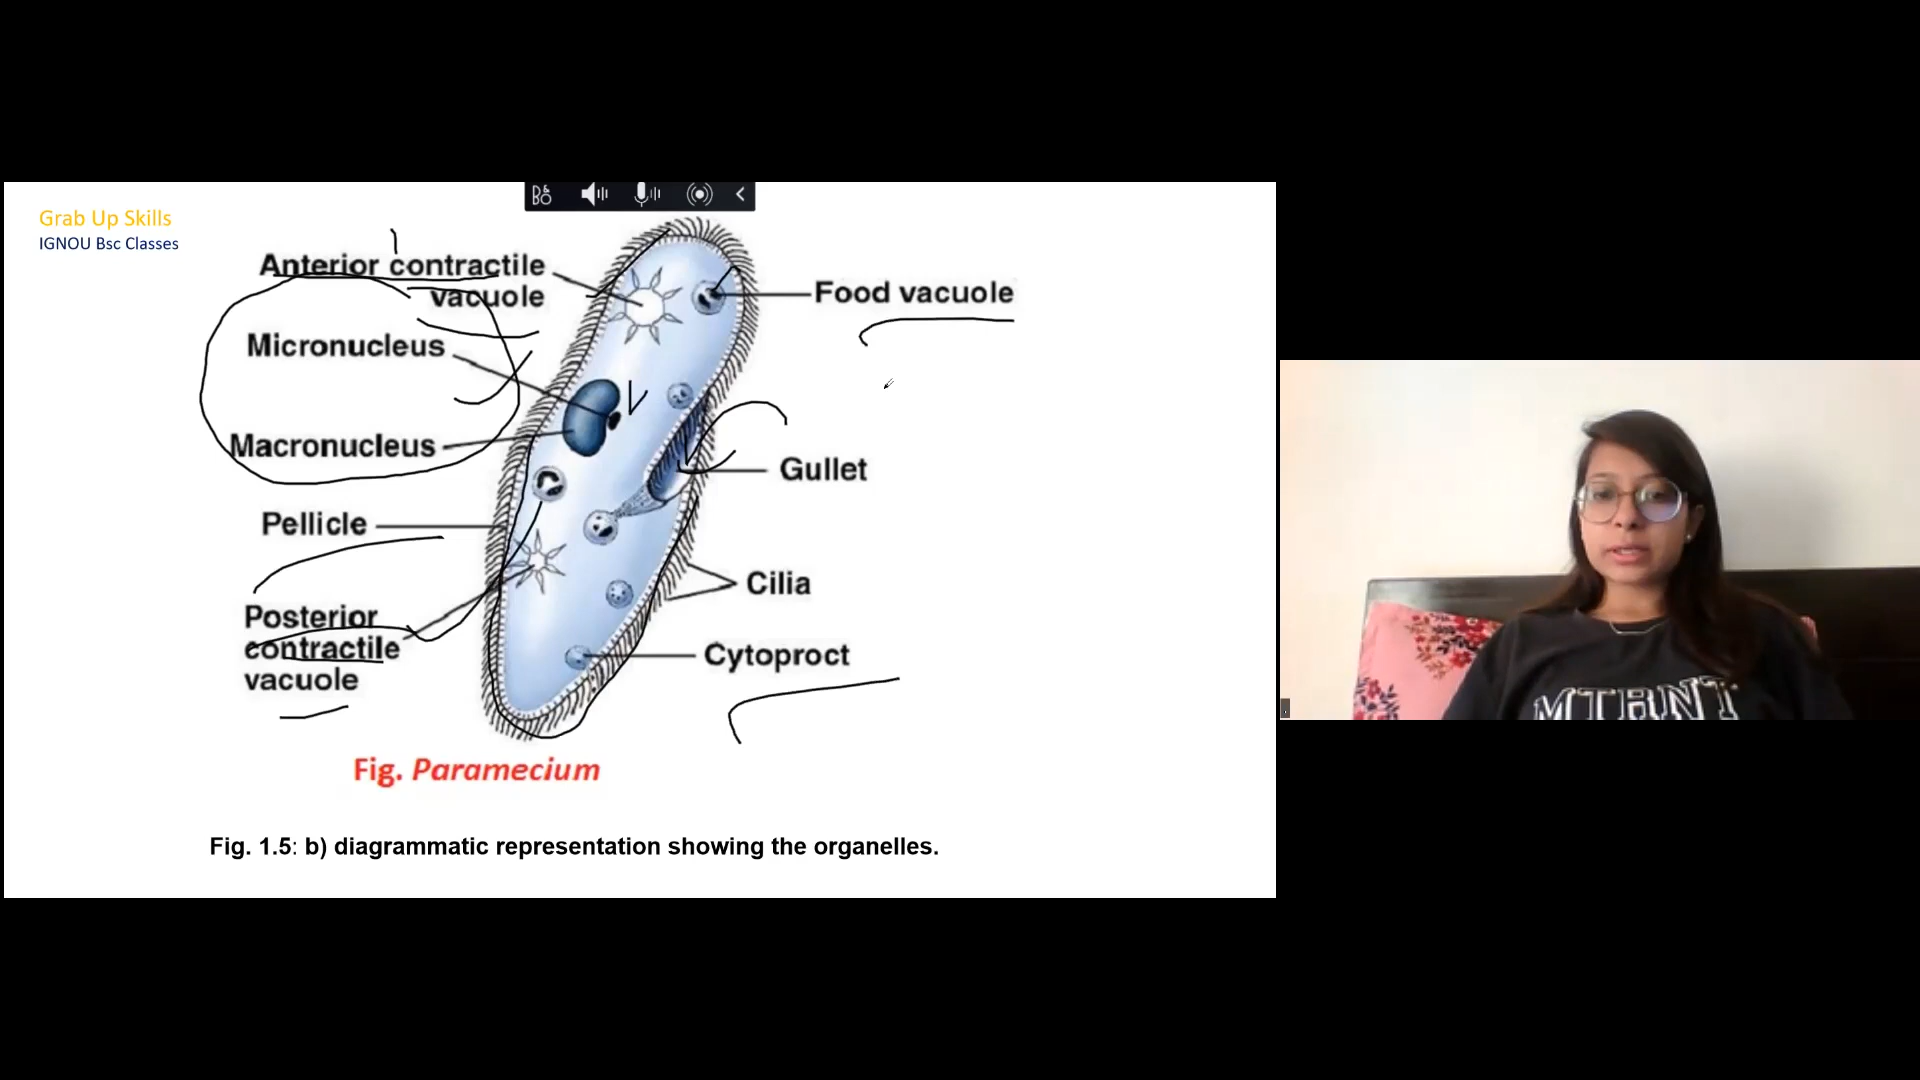 Grab Up Skills
IGNOU Bsc Classes
Anterior contractile
vacuole
Micronucleus
Macronucleus
Pellicle
Posterior
contractile
vacuole
Food vacuole
Gullet
Cilia
Cytoproct
Fig. Paramecium
Fig. 1.5: b) diagrammatic representation showing the organelles.
MTRNT